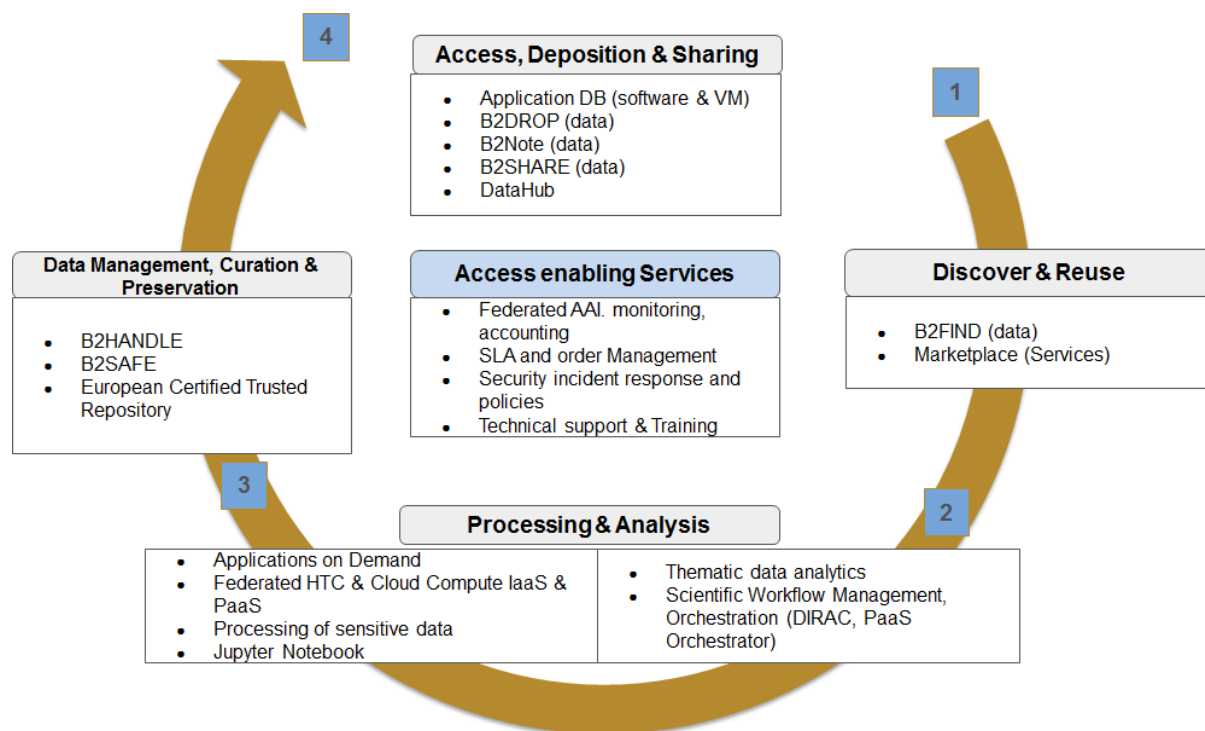 4
Access, Deposition & Sharing
• Application DB (software & VM)
• B2DROP (data)
• B2Note (data)
• B2SHARE (data)
• DataHub
1
Data Management, Curation &
Preservation
• B2HANDLE
• B2SAFE
• European Certified Trusted
Repository
Access enabling Services
• Federated AAI. monitoring,
accounting
• SLA and order Management
• Security incident response and
policies
• Technical support & Training
Discover & Reuse
• B2FIND (data)
• Marketplace (Services)
3
2
Processing & Analysis
• Applications on Demand
• Federated HTC & Cloud Compute IaaS &
PaaS
• Processing of sensitive data
• Jupyter Notebook
• Thematic data analytics
• Scientific Workflow Management,
Orchestration (DIRAC, PaaS
Orchestrator)